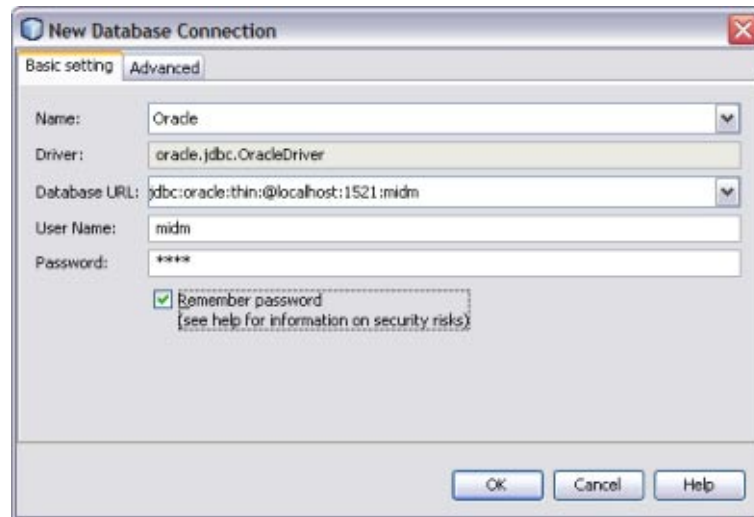 New Database Connection
Basic setting Advanced
Name: Oracle
Driver: oracle.jdbc.OracleDriver
Database URL: jdbc:oracle:thin:@localhost:1521:midm
User Name: midm
Password: ****
Remember password
(see help for information on security risks)
OK Cancel Help